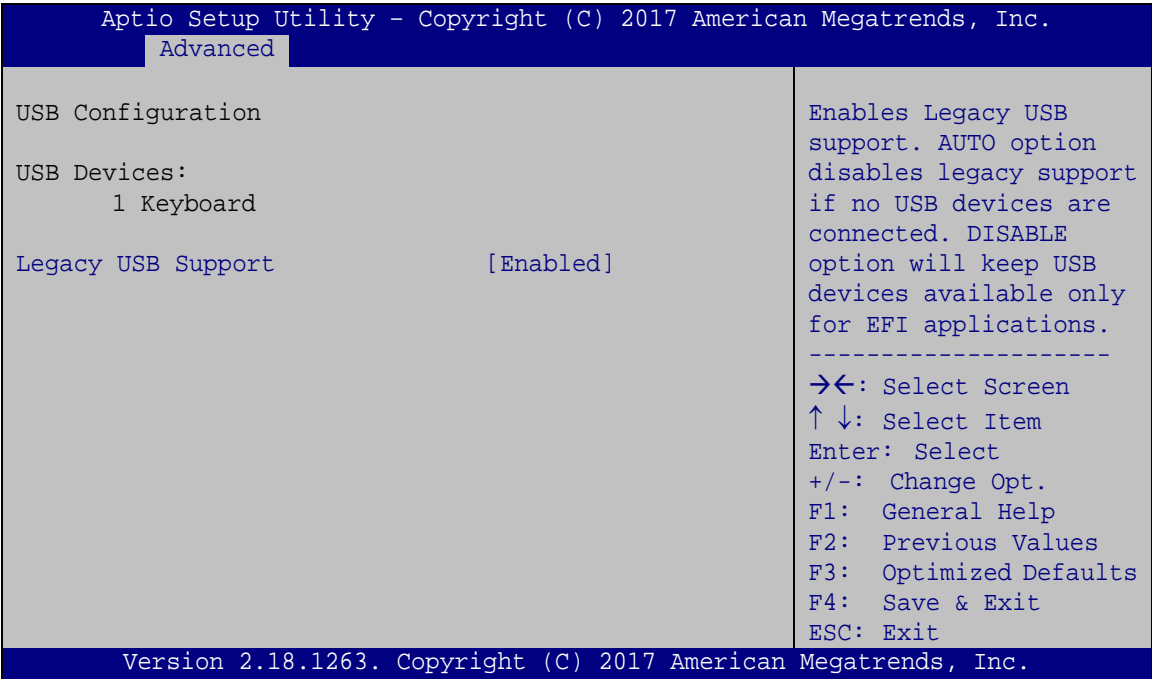 Aptio Setup Utility – Copyright (C) 2017 American Megatrends, Inc.
Advanced
USB Configuration
USB Devices:
1 Keyboard
Legacy USB Support [Enabled]
Enables Legacy USB
support. AUTO option
disables legacy support
if no USB devices are
connected. DISABLE
option will keep USB
devices available only
for EFI applications.
---------------------
→←: Select Screen
↑ ↓: Select Item
Enter: Select
+/-: Change Opt.
F1: General Help
F2: Previous Values
F3: Optimized Defaults
F4: Save & Exit
ESC: Exit
Version 2.18.1263. Copyright (C) 2017 American Megatrends, Inc.